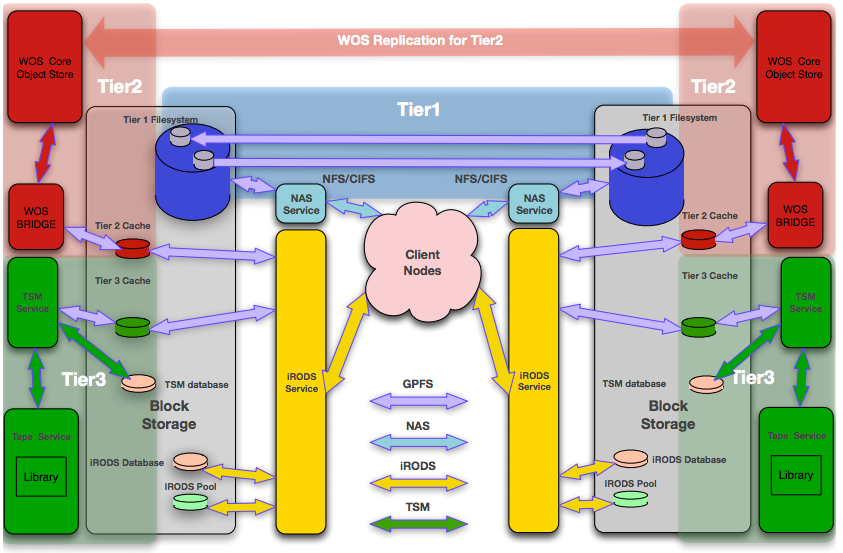 WOS Replication for Tier2
WOS Core
Object Store
WOS Core
Object Store
Tier2
Tier2
Tier1
Tier 1 Filesystem
Tier 1 Filesystem
NFS/CIFS
NFS/CIFS
NAS
Service
NAS
Service
WOS
BRIDGE
WOS
BRIDGE
Tier 2 Cache
Tier 2 Cache
Client
Nodes
Tier 3 Cache
Tier 3 Cache
TSM
Service
TSM
Service
iRODS
Service
iRODS
Service
Tier3
Tier3
TSM database
TSM database
Block
Storage
Block
Storage
GPFS
NAS
iRODS
TSM
Tape Service
Library
Tape Service
Library
iRODS Database
iRODS Database
IRODS Pool
IRODS Pool